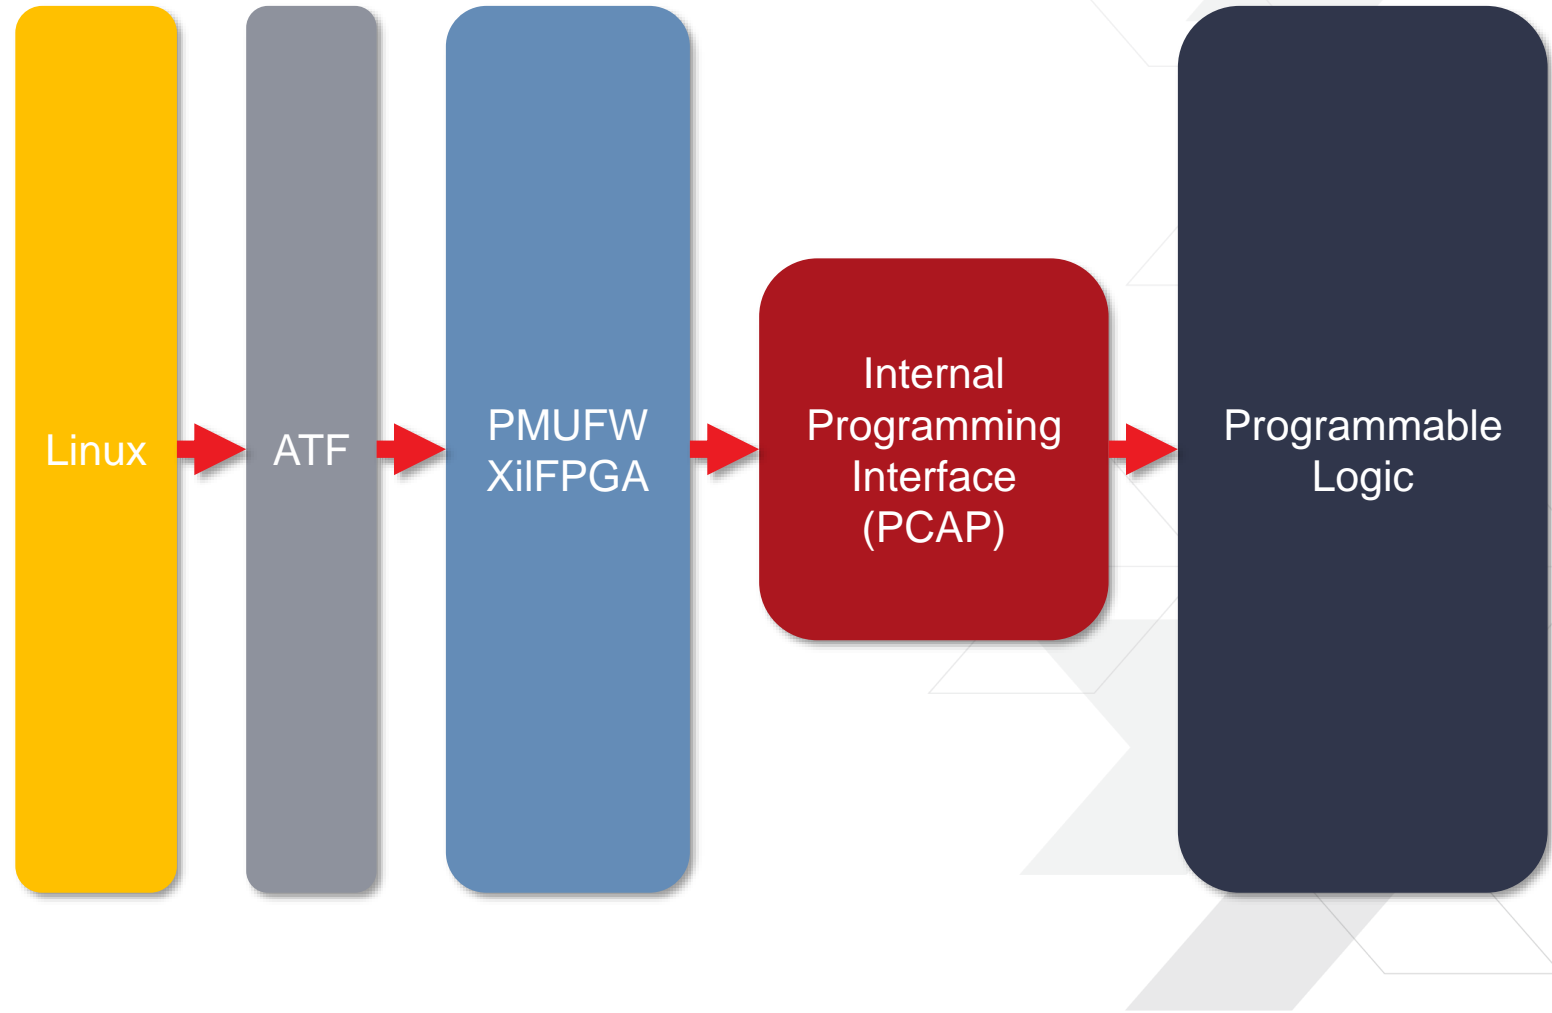 Linux
ATF
PMUFW
XilFPGA
Internal
Programming
Interface
(PCAP)
Programmable
Logic